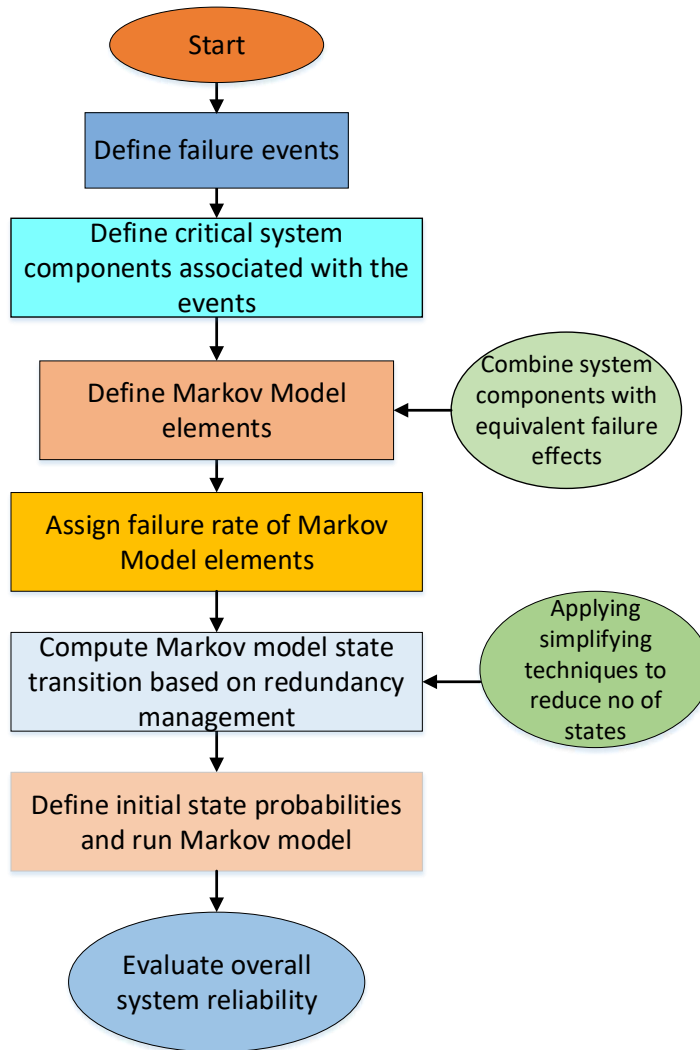 Start
Define failure events
Define critical system
components associated with the
events
Define Markov Model
elements
Combine system
components with
equivalent failure
effects
Assign failure rate of Markov
Model elements
Compute Markov model state
transition based on redundancy
management
Applying
simplifying
techniques to
reduce no of
states
Define initial state probabilities
and run Markov model
Evaluate overall
system reliability